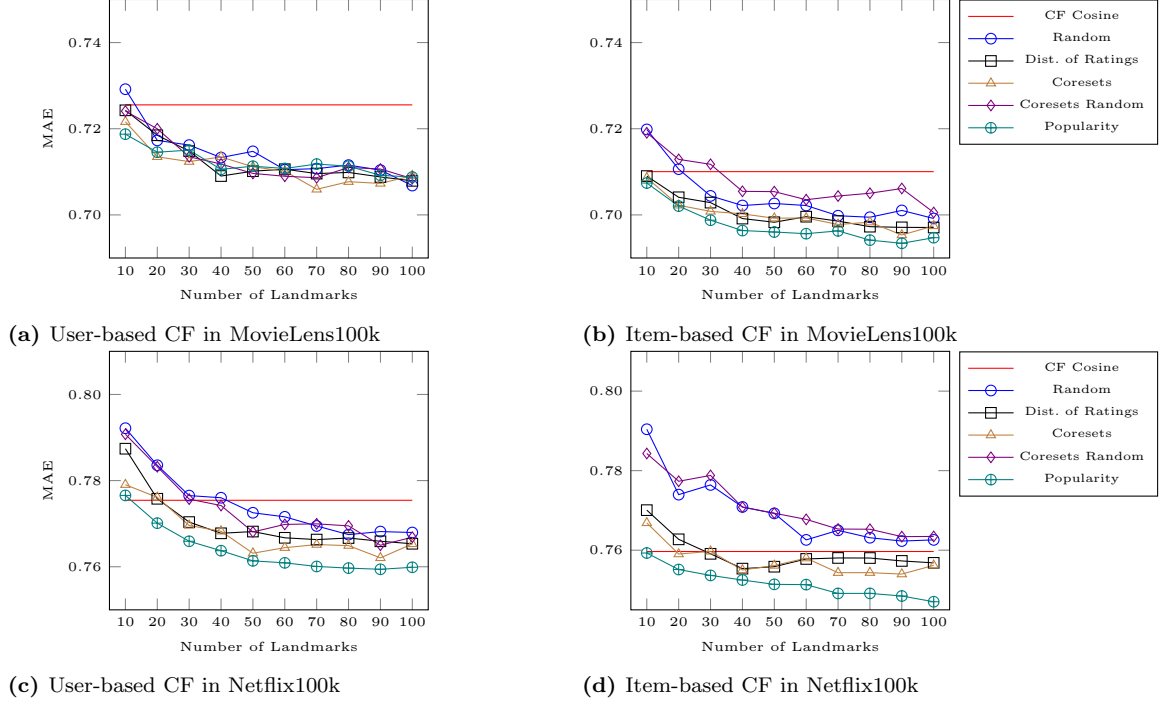 0.74
0.72
0.70
MAE
10 20 30 40 50 60 70 80 90 100
Number of Landmarks
(a) User-based CF in MovieLens100k
0.74
0.72
0.70
10 20 30 40 50 60 70 80 90 100
Number of Landmarks
(b) Item-based CF in MovieLens100k
CF Cosine
Random
Dist. of Ratings
Coresets
Coresets Random
Popularity
0.80
0.78
0.76
MAE
10 20 30 40 50 60 70 80 90 100
Number of Landmarks
(c) User-based CF in Netflix100k
0.80
0.78
0.76
10 20 30 40 50 60 70 80 90 100
Number of Landmarks
(d) Item-based CF in Netflix100k
CF Cosine
Random
Dist. of Ratings
Coresets
Coresets Random
Popularity